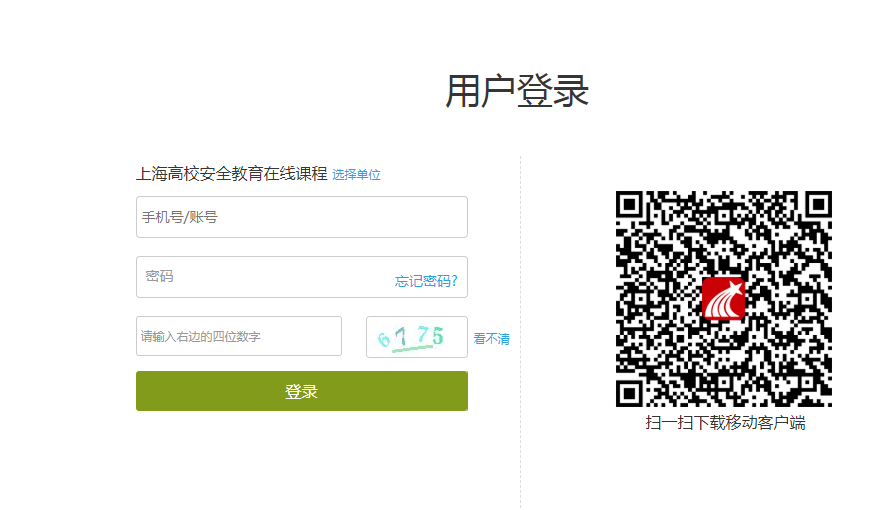 用户登录
上海高校安全教育在线课程 选择单位
手机号/账号
密码 忘记密码?
请输入右边的四位数字 6775 看不清
登录
扫一扫下载移动客户端